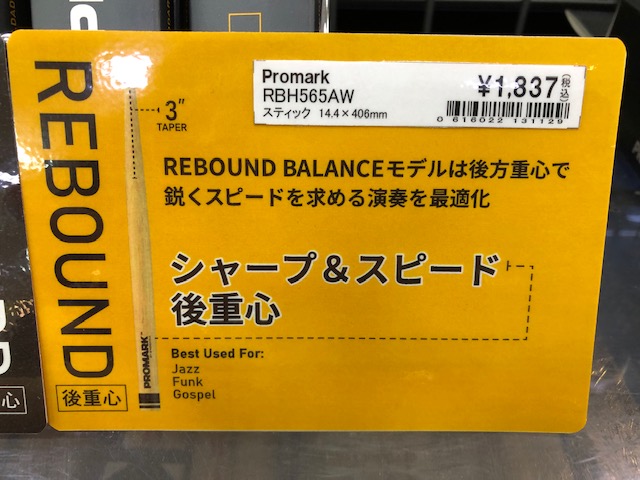 REBOUND
後重心
3"
TAPER
Promark
RBH565AW
スティック 14.4×406mm
¥1,837(税込)
0 616022 131129
REBOUND BALANCEモデルは後方重心で
鋭くスピードを求める演奏を最適化
シャープ&スピード
後重心
Best Used For:
Jazz
Funk
Gospel
PROMARK
心